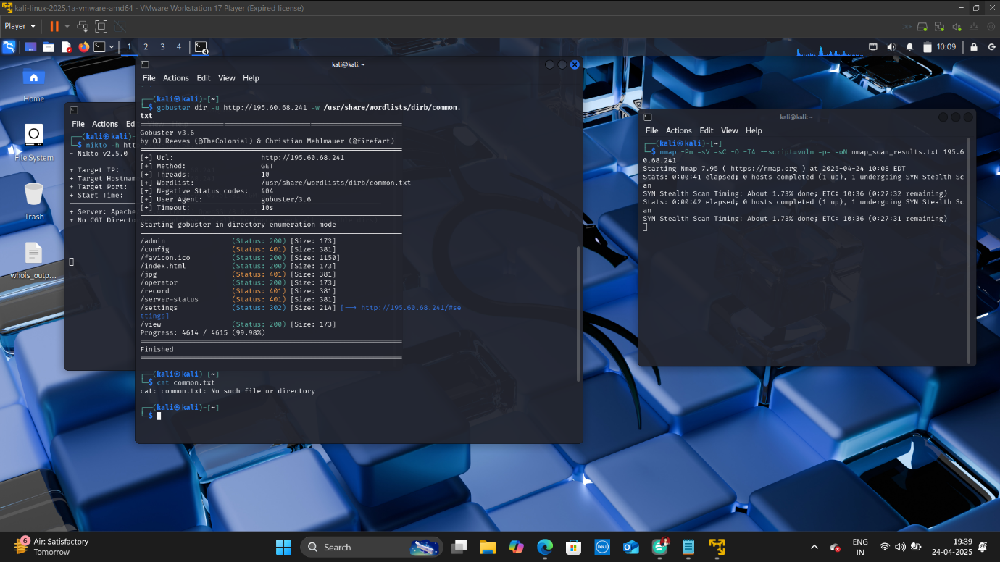 kali-linux-2025.1a-vmware-amd64 - VMware Workstation 17 Player (Expired license)
Player
1 2 3 4
4
10:09
Home
File System
Trash
whois_outp...
File Actions Ed
┌──(kali㉿kali)-[~]
└─$ nikto -h htt
- Nikto v2.5.0
+ Target IP:
+ Target Hostnam
+ Target Port:
+ Start Time:
+ Server: Apache
+ No CGI Directo
kali@kali: ~
File Actions Edit View Help
┌──(kali㉿kali)-[~]
└─$ gobuster dir -u http://195.60.68.241 -w /usr/share/wordlists/dirb/common.
txt
Gobuster v3.6
by OJ Reeves (@TheColonial) & Christian Mehlmauer (@firefart)
[+] Url: http://195.60.68.241
[+] Method: GET
[+] Threads: 10
[+] Wordlist: /usr/share/wordlists/dirb/common.txt
[+] Negative Status codes: 404
[+] User Agent: gobuster/3.6
[+] Timeout: 10s
Starting gobuster in directory enumeration mode
/admin (Status: 200) [Size: 173]
/config (Status: 401) [Size: 381]
/favicon.ico (Status: 200) [Size: 1150]
/index.html (Status: 200) [Size: 173]
/jpg (Status: 401) [Size: 381]
/operator (Status: 200) [Size: 173]
/record (Status: 401) [Size: 381]
/server-status (Status: 401) [Size: 381]
/settings (Status: 302) [Size: 214] [--> http://195.60.68.241/#se
ttings]
/view (Status: 200) [Size: 173]
Progress: 4614 / 4615 (99.98%)
Finished
┌──(kali㉿kali)-[~]
└─$ cat common.txt
cat: common.txt: No such file or directory
┌──(kali㉿kali)-[~]
└─$
kali@kali: ~
File Actions Edit View Help
┌──(kali㉿kali)-[~]
└─$ nmap -Pn -sV -sC -O -T4 --script=vuln -p- -oN nmap_scan_results.txt 195.6
0.68.241
Starting Nmap 7.95 ( https://nmap.org ) at 2025-04-24 10:08 EDT
Stats: 0:00:41 elapsed; 0 hosts completed (1 up), 1 undergoing SYN Stealth Sc
an
SYN Stealth Scan Timing: About 1.73% done; ETC: 10:36 (0:27:32 remaining)
Stats: 0:00:42 elapsed; 0 hosts completed (1 up), 1 undergoing SYN Stealth Sc
an
SYN Stealth Scan Timing: About 1.73% done; ETC: 10:36 (0:27:31 remaining)
6
Air: Satisfactory
Tomorrow
Search
DELL
ENG
IN
19:39
24-04-2025